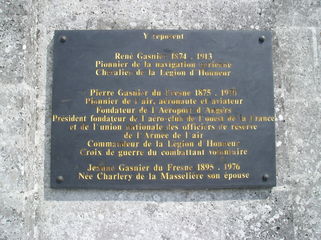 Y reposent
René Gasnier 1874 . 1913
Pionnier de la navigation aérienne
Chevalier de la Légion d Honneur
Pierre Gasnier du Fresne 1875 .
Pionnier de l'air, aéronaute et aviateur
Fondateur de l'Aéroport d'Angers
Président fondateur de l'aéro-club de l'ouest de la France
et de l'union nationale des officiers de réserve
de l'Armée de l'air
Commandeur de la Légion d Honneur
Croix de guerre du combattant volontaire
Jeanne Gasnier du Fresne 1895 . 1976
Née Charlery de la Masselière son épouse